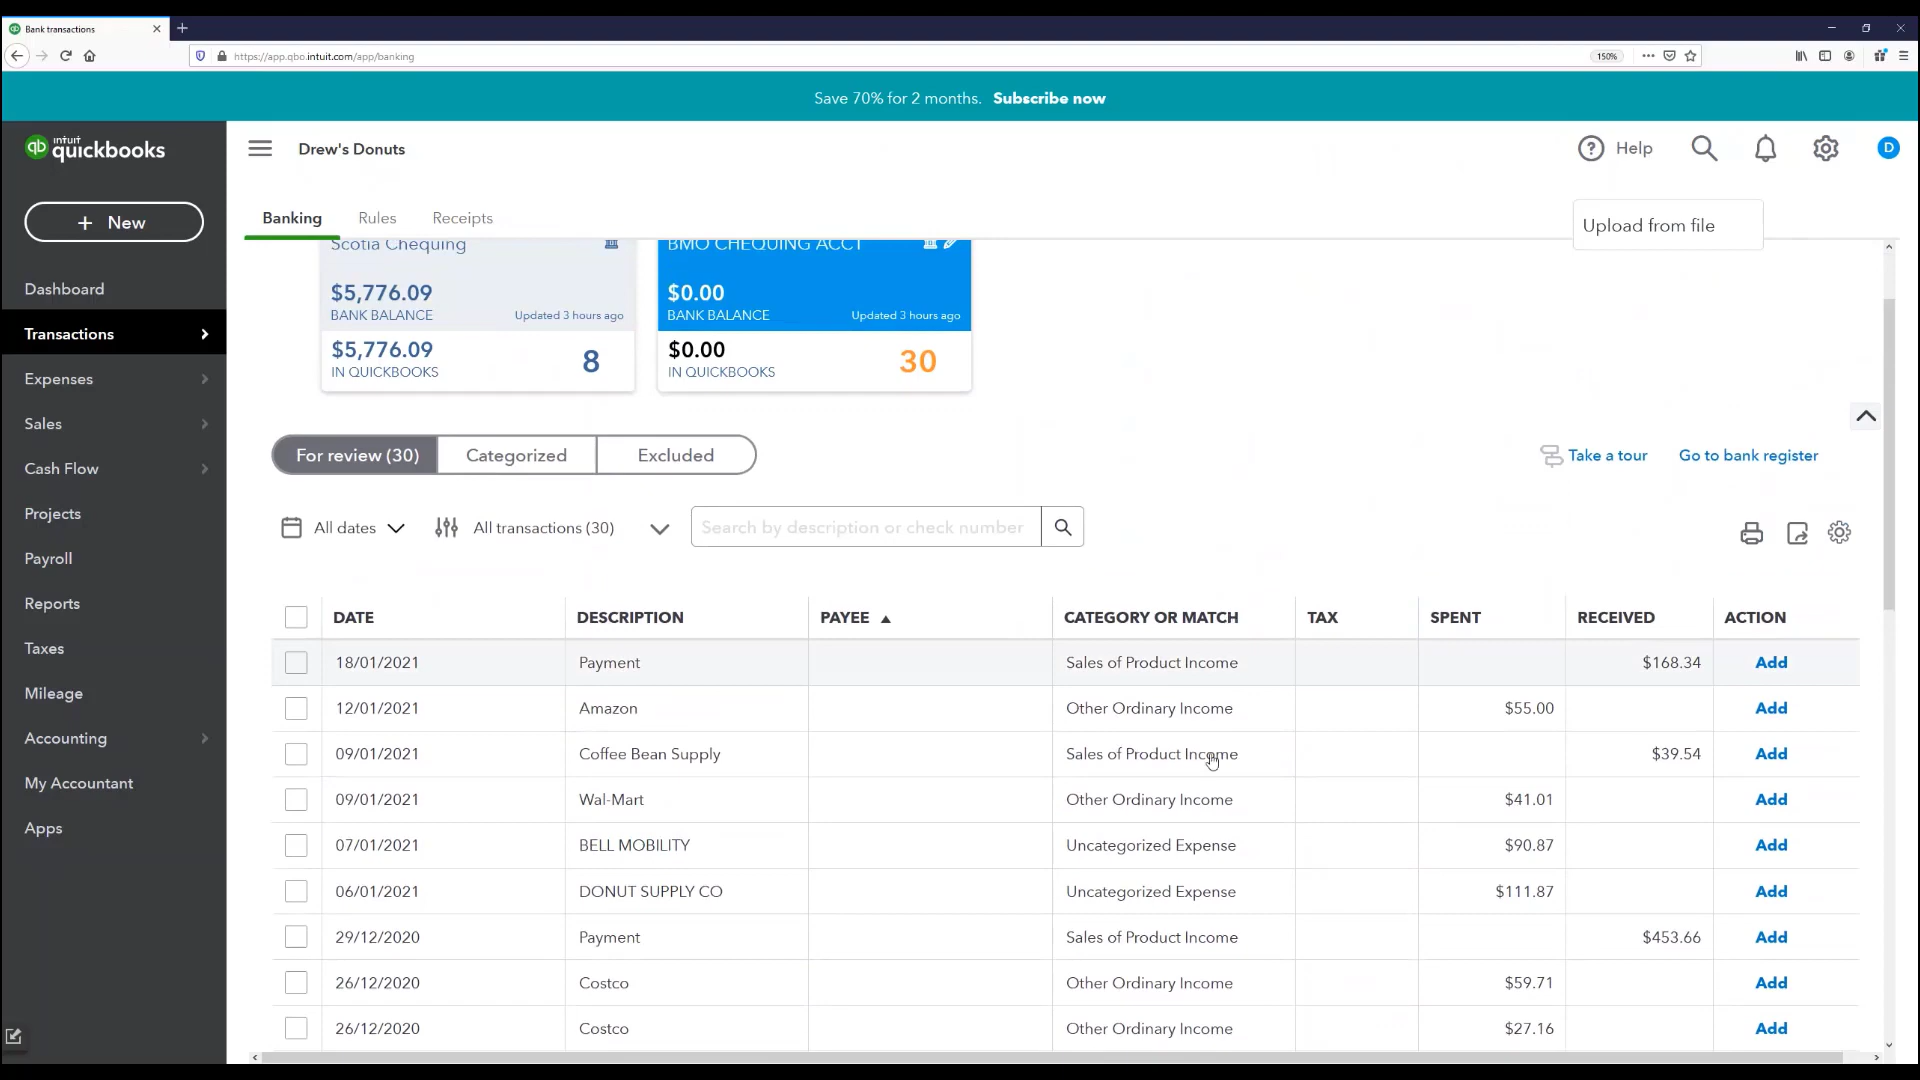 Bank transactions
https://app.qbo.intuit.com/app/banking
150%
Save 70% for 2 months. Subscribe now
intuit quickbooks
Drew's Donuts
Help
D
+ New
Banking
Rules
Receipts
Upload from file
Dashboard
Transactions
Expenses
Sales
Cash Flow
Projects
Payroll
Reports
Taxes
Mileage
Accounting
My Accountant
Apps
Scotia Chequing
$5,776.09
BANK BALANCE Updated 3 hours ago
$5,776.09
IN QUICKBOOKS 8
BMO CHEQUING ACCT
$0.00
BANK BALANCE Updated 3 hours ago
$0.00
IN QUICKBOOKS 30
For review (30) Categorized Excluded
Take a tour Go to bank register
All dates All transactions (30) Search by description or check number
DATE DESCRIPTION PAYEE CATEGORY OR MATCH TAX SPENT RECEIVED ACTION
18/01/2021 Payment Sales of Product Income $168.34 Add
12/01/2021 Amazon Other Ordinary Income $55.00 Add
09/01/2021 Coffee Bean Supply Sales of Product Income $39.54 Add
09/01/2021 Wal-Mart Other Ordinary Income $41.01 Add
07/01/2021 BELL MOBILITY Uncategorized Expense $90.87 Add
06/01/2021 DONUT SUPPLY CO Uncategorized Expense $111.87 Add
29/12/2020 Payment Sales of Product Income $453.66 Add
26/12/2020 Costco Other Ordinary Income $59.71 Add
26/12/2020 Costco Other Ordinary Income $27.16 Add